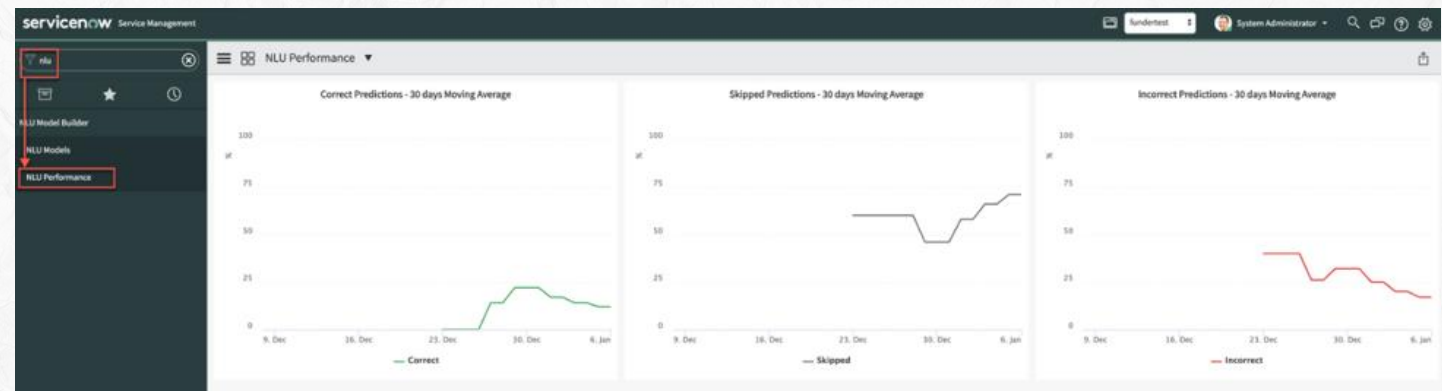 servicenow Service Management
fundertest
System Administrator
nlu
NLU Performance
NLU Model Builder
NLU Models
NLU Performance
Correct Predictions - 30 days Moving Average
100
%
75
50
25
0
9. Dec
16. Dec
23. Dec
30. Dec
6. Jan
Correct
Skipped Predictions - 30 days Moving Average
100
%
75
50
25
0
9. Dec
16. Dec
23. Dec
30. Dec
6. Jan
Skipped
Incorrect Predictions - 30 days Moving Average
100
%
75
50
25
0
9. Dec
16. Dec
23. Dec
30. Dec
6. Jan
Incorrect